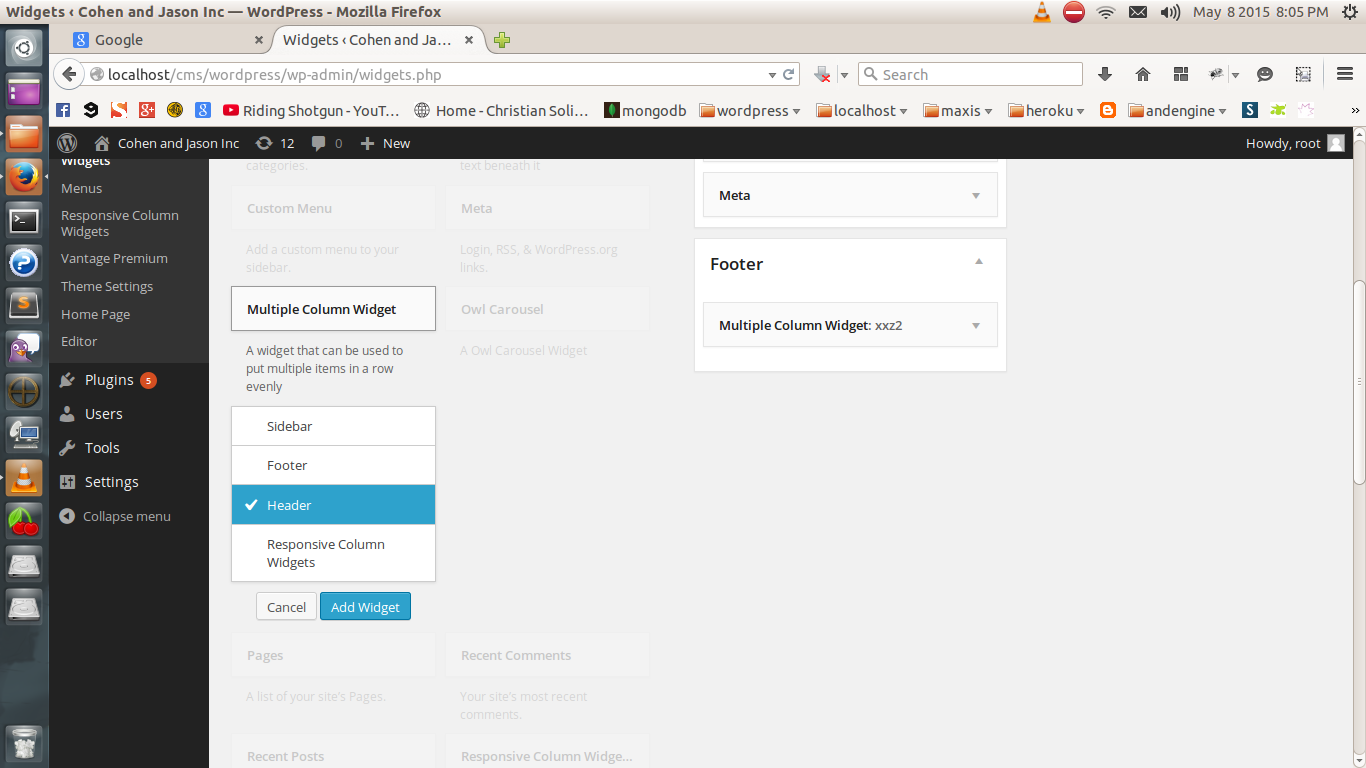 Widgets ‹ Cohen and Jason Inc — WordPress - Mozilla Firefox
May 8 2015 8:05 PM
Google
Widgets ‹ Cohen and Ja...
localhost/cms/wordpress/wp-admin/widgets.php
Search
Riding Shotgun - YouT...
Home - Christian Soli...
mongodb
wordpress
localhost
maxis
heroku
andengine
Cohen and Jason Inc
12
0
New
Howdy, root
Widgets
Menus
Responsive Column
Widgets
Vantage Premium
Theme Settings
Home Page
Editor
Plugins 5
Users
Tools
Settings
Collapse menu
categories.
text beneath it
Custom Menu
Meta
Add a custom menu to your
sidebar.
Login, RSS, & WordPress.org
links.
Multiple Column Widget
Owl Carousel
A widget that can be used to
put multiple items in a row
evenly
A Owl Carousel Widget
Sidebar
Footer
Header
Responsive Column
Widgets
Cancel
Add Widget
Pages
Recent Comments
A list of your site's Pages.
Your site's most recent
comments.
Recent Posts
Responsive Column Widge...
Meta
Footer
Multiple Column Widget: xxz2